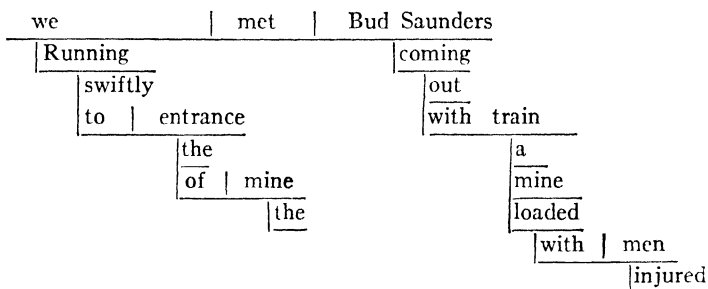 we | met | Bud Saunders
Running coming
swiftly out
to | entrance with train
the a
of | mine mine
the loaded
with | men
injured